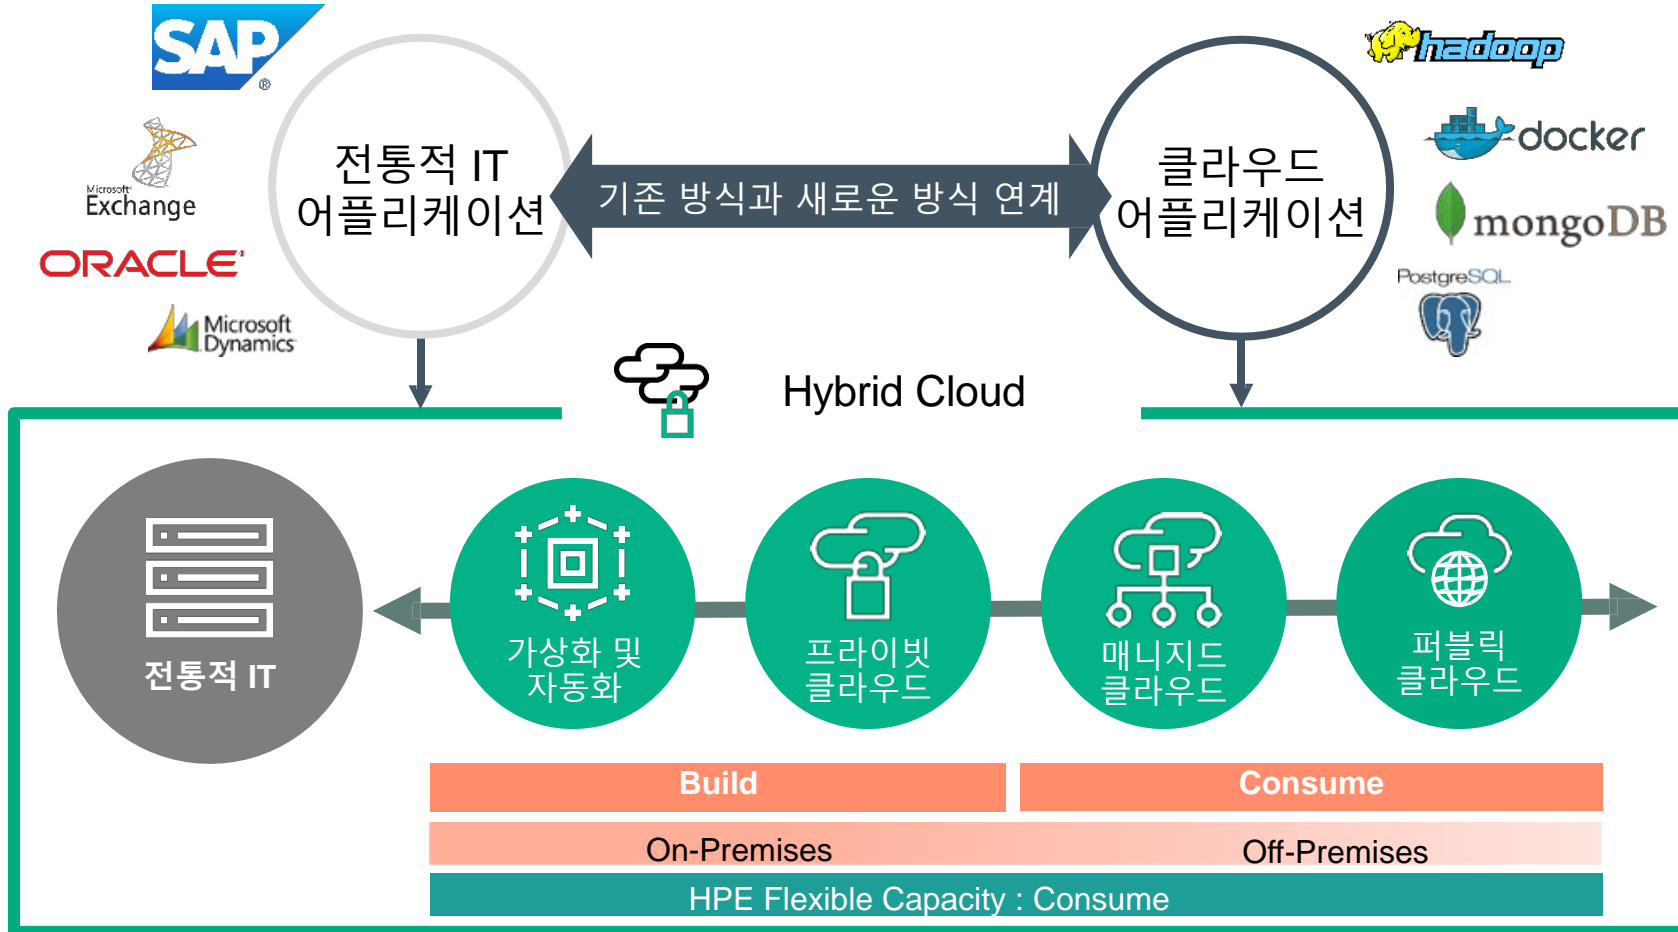 SAP
®
hadoop
docker
Microsoft
Exchange
mongoDB
ORACLE
PostgreSQL
Microsoft
Dynamics
전통적 IT
어플리케이션
기존 방식과 새로운 방식 연계
클라우드
어플리케이션
Hybrid Cloud
전통적 IT
가상화 및
자동화
프라이빗
클라우드
매니지드
클라우드
퍼블릭
클라우드
Build
Consume
On-Premises
Off-Premises
HPE Flexible Capacity : Consume